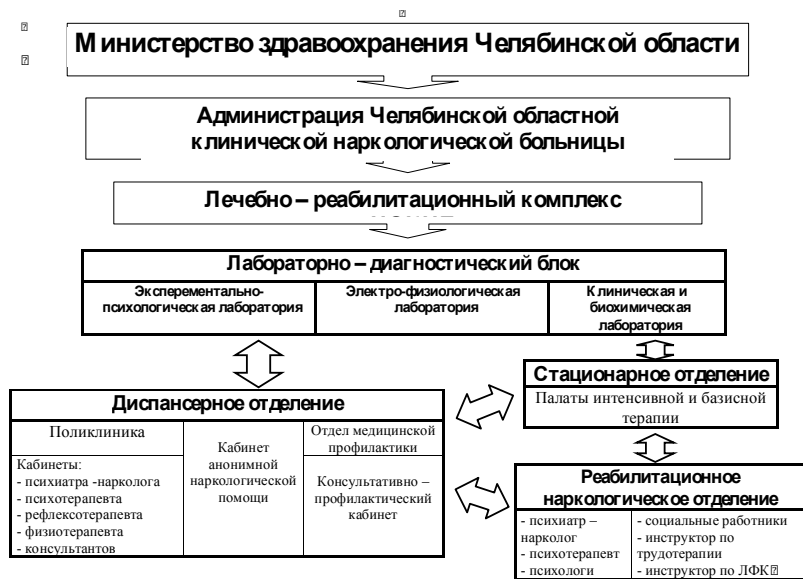 Министерство здравоохранения Челябинской области
Администрация Челябинской областной
клинической наркологической больницы
Лечебно – реабилитационный комплекс
Лабораторно – диагностический блок
Эксперементально-
психологическая лаборатория
Электро-физиологическая
лаборатория
Клиническая и
биохимическая
лаборатория
Стационарное отделение
Палаты интенсивной и базисной
терапии
Диспансерное отделение
Поликлиника
Кабинеты:
- психиатра -нарколога
- психотерапевта
- рефлексотерапевта
- физиотерапевта
- консультантов
Кабинет
анонимной
наркологической
помощи
Отдел медицинской
профилактики
Консультативно –
профилактический
кабинет
Реабилитационное
наркологическое отделение
- психиатр –
нарколог
- психотерапевт
- психологи
- социальные работники
- инструктор по
трудотерапии
- инструктор по ЛФК